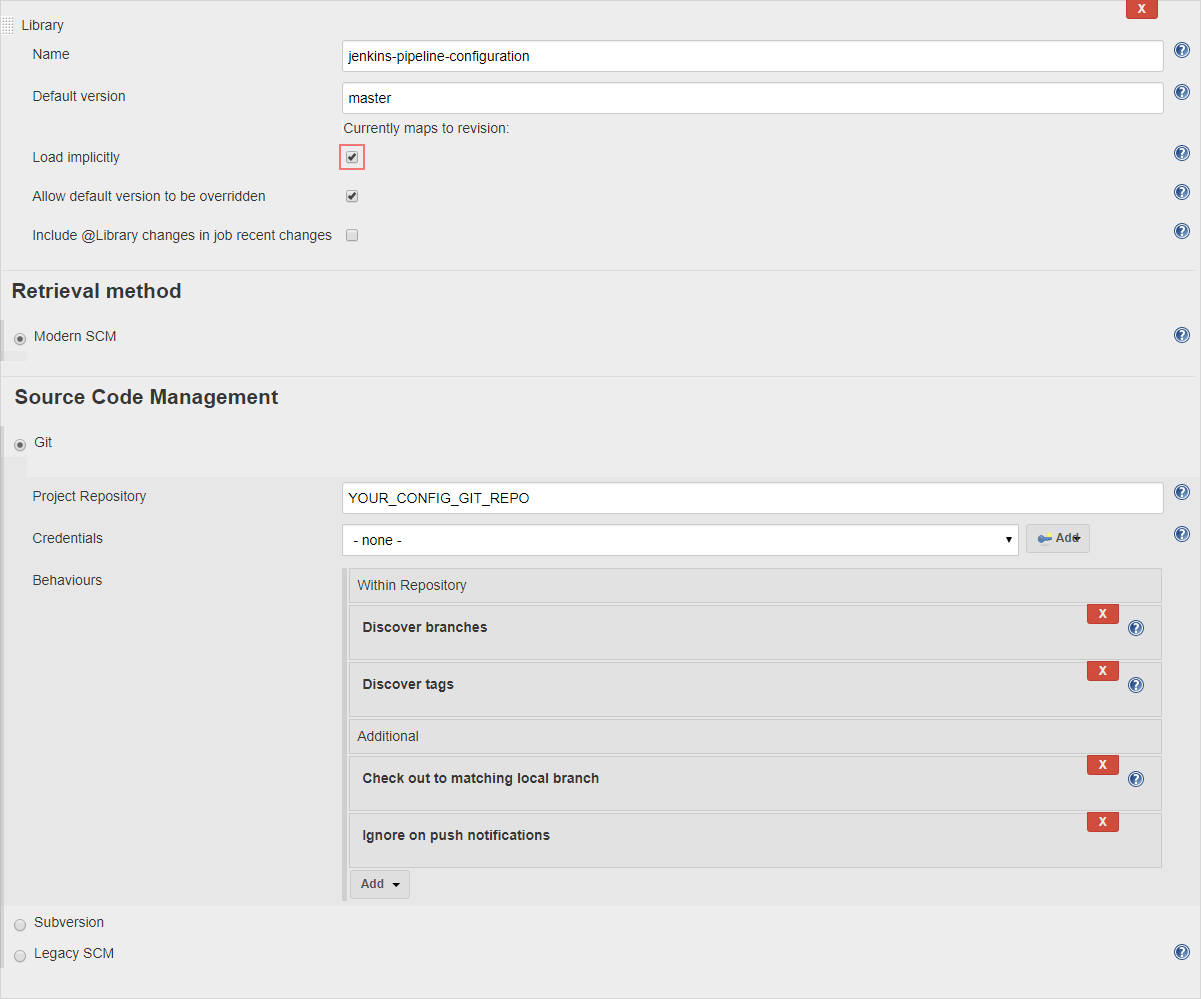 X
Library
Name
jenkins-pipeline-configuration
?
Default version
master
?
Currently maps to revision:
Load implicitly
?
Allow default version to be overridden
?
Include @Library changes in job recent changes
?
Retrieval method
Modern SCM
?
Source Code Management
Git
Project Repository
YOUR_CONFIG_GIT_REPO
?
Credentials
- none -
Add
?
Behaviours
Within Repository
Discover branches
X
?
Discover tags
X
?
Additional
Check out to matching local branch
X
?
Ignore on push notifications
X
Add
Subversion
Legacy SCM
?